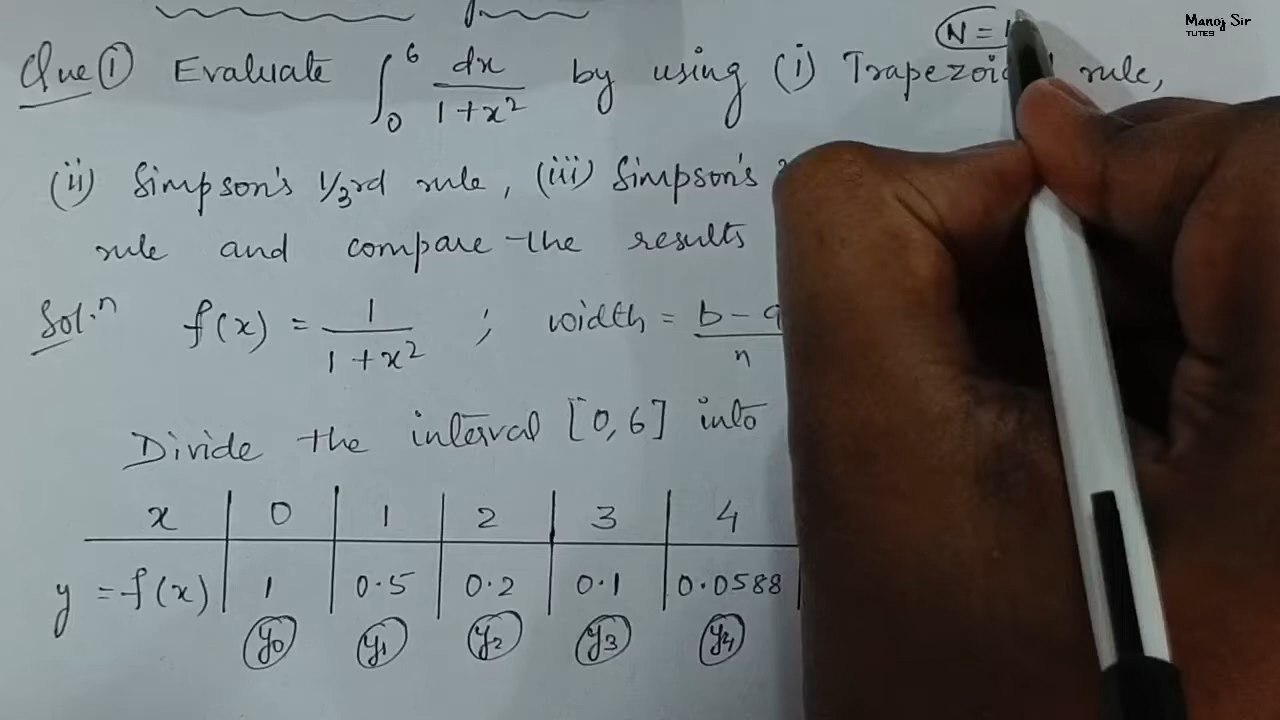 Manoj Sir
TUTES
N =
Que ① Evaluate ∫₀⁶ dx / 1+x² by using (i) rule,
(ii) Simpson's 1/3rd rule, (iii) Simpson's
rule and compare the results
Sol.ⁿ f(x) = 1 / 1+x² ; width = b - a / n
Divide the interval [0,6] into
x 0 1 2 3 4
y = f(x) 1 0.5 0.2 0.1 0.0588
y₀ y₁ y₂ y₃ y₄